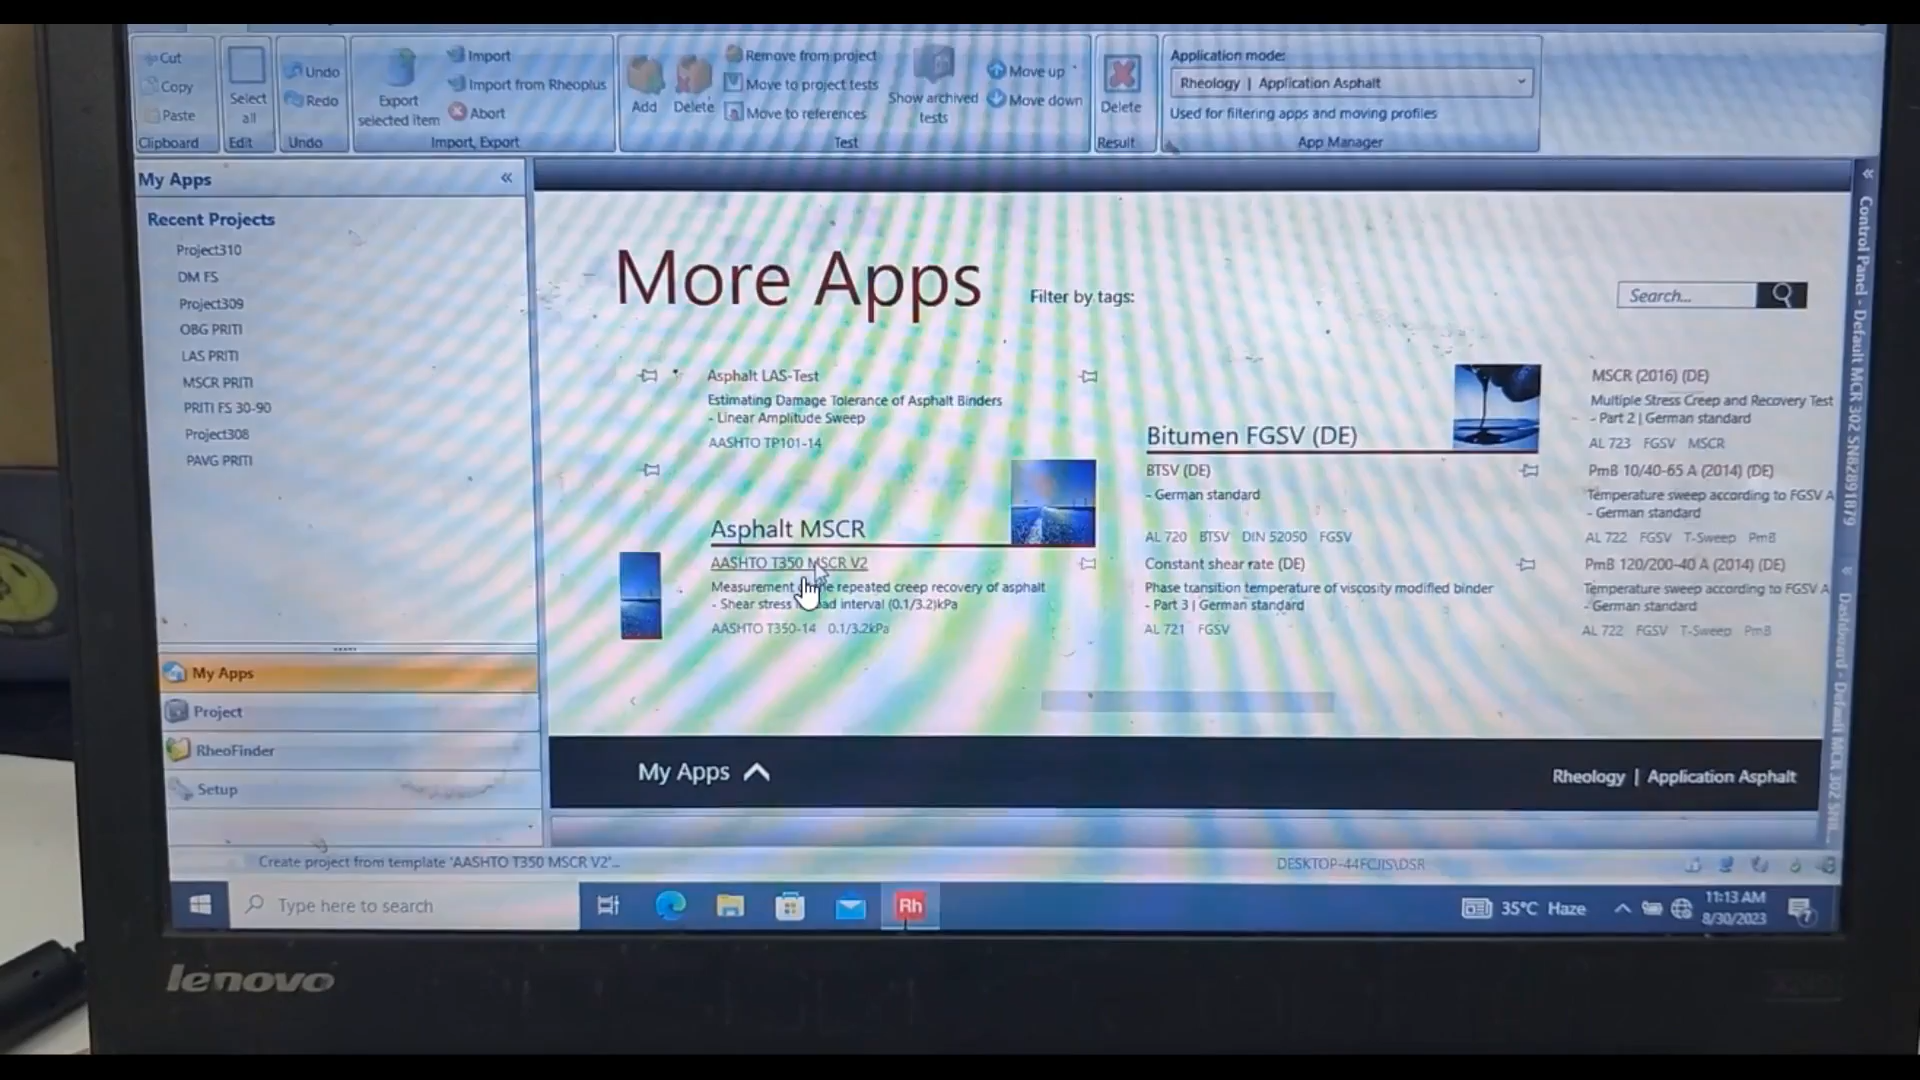 Cut
Copy
Paste
Clipboard
Select
all
Edit
Undo
Redo
Undo
Export
selected item
Import
Import from Rheoplus
Abort
Import, Export
Add
Delete
Remove from project
Move to project tests
Move to references
Show archived
tests
Move up
Move down
Test
Delete
Result
Application mode:
Rheology | Application Asphalt
Used for filtering apps and moving profiles
App Manager
My Apps
Recent Projects
Project310
DM FS
Project309
OBG PRITI
LAS PRITI
MSCR PRITI
PRITI FS 30-90
Project308
PAVG PRITI
My Apps
Project
RheoFinder
Setup
More Apps
Filter by tags:
Search...
Asphalt LAS-Test
Estimating Damage Tolerance of Asphalt Binders
- Linear Amplitude Sweep
AASHTO TP101-14
Asphalt MSCR
AASHTO T350 MSCR V2
Measurement repeated creep recovery of asphalt
- Shear stress interval (0.1/3.2)kPa
AASHTO T350-14 0.1/3.2kPa
Bitumen FGSV (DE)
BTSV (DE)
- German standard
AL 720 BTSV DIN 52050 FGSV
Constant shear rate (DE)
Phase transition temperature of viscosity modified binder
- Part 3 | German standard
AL 721 FGSV
MSCR (2016) (DE)
Multiple Stress Creep and Recovery Test
- Part 2 | German standard
AL 723 FGSV MSCR
PmB 10/40-65 A (2014) (DE)
Temperature sweep according to FGSV A
- German standard
AL 722 FGSV T-Sweep PmB
PmB 120/200-40 A (2014) (DE)
Temperature sweep according to FGSV A
- German standard
AL 722 FGSV T-Sweep PmB
My Apps
Rheology | Application Asphalt
Control Panel - Default MCR 302 SN82891879
Dashboard - Default MCR 302
Create project from template 'AASHTO T350 MSCR V2'...
DESKTOP-44FCJIS\DSR
Type here to search
Rh
35°C Haze
11:13 AM
8/30/2023
7
lenovo